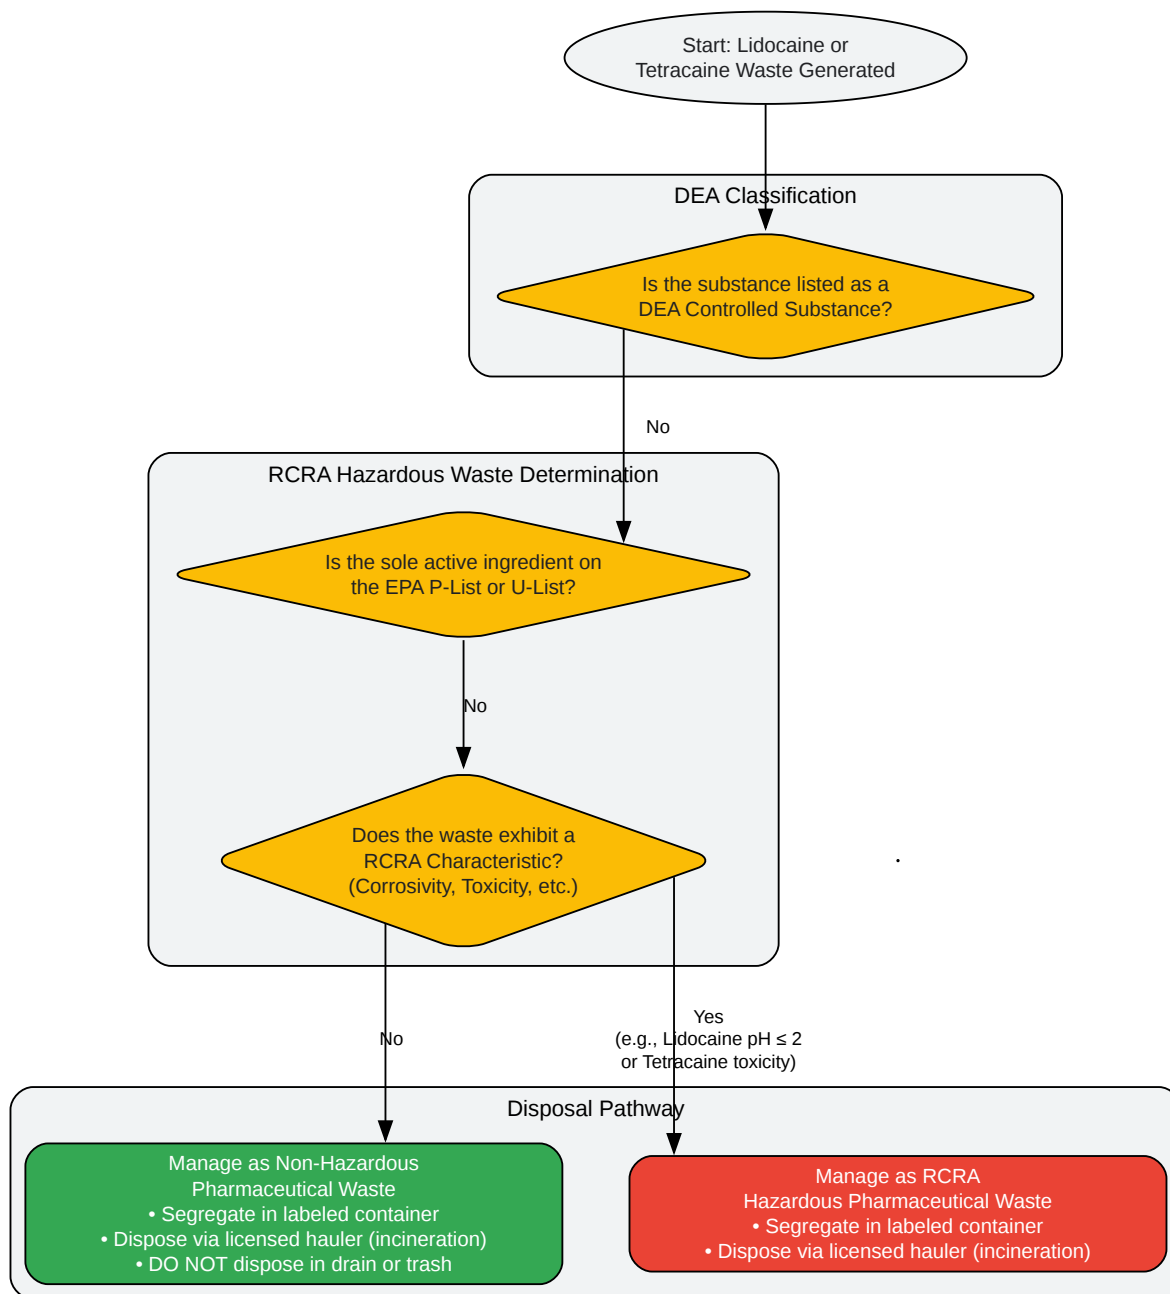 Start: Lidocaine or
Tetracaine Waste Generated
DEA Classification
Is the substance listed as a
DEA Controlled Substance?
No
RCRA Hazardous Waste Determination
Is the sole active ingredient on
the EPA P-List or U-List?
No
Does the waste exhibit a
RCRA Characteristic?
(Corrosivity, Toxicity, etc.)
No
Yes
(e.g., Lidocaine pH ≤ 2
or Tetracaine toxicity)
Disposal Pathway
Manage as Non-Hazardous
Pharmaceutical Waste
• Segregate in labeled container
• Dispose via licensed hauler (incineration)
• DO NOT dispose in drain or trash
Manage as RCRA
Hazardous Pharmaceutical Waste
• Segregate in labeled container
• Dispose via licensed hauler (incineration)